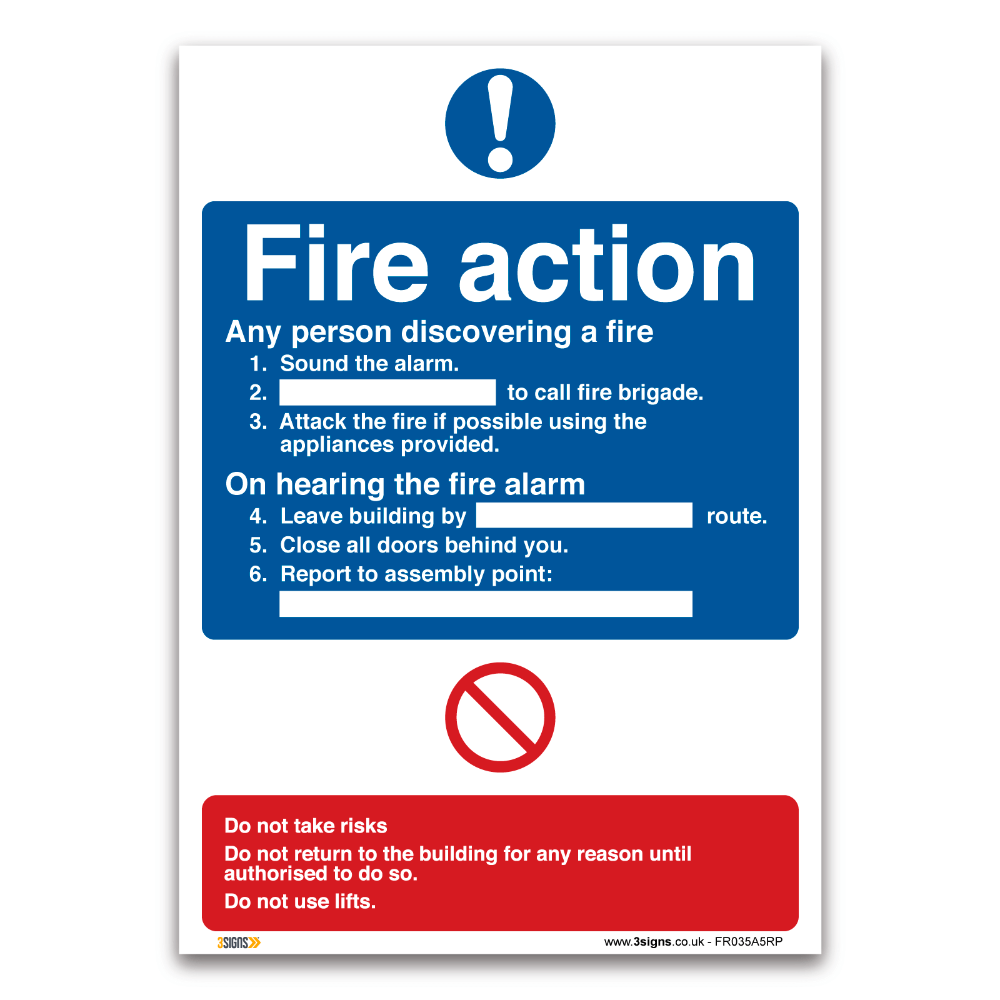 Fire action
Any person discovering a fire
1. Sound the alarm.
2. to call fire brigade.
3. Attack the fire if possible using the
appliances provided.
On hearing the fire alarm
4. Leave building by route.
5. Close all doors behind you.
6. Report to assembly point:
Do not take risks
Do not return to the building for any reason until
authorised to do so.
Do not use lifts.
3SIGNS
www.3signs.co.uk - FR035A5RP